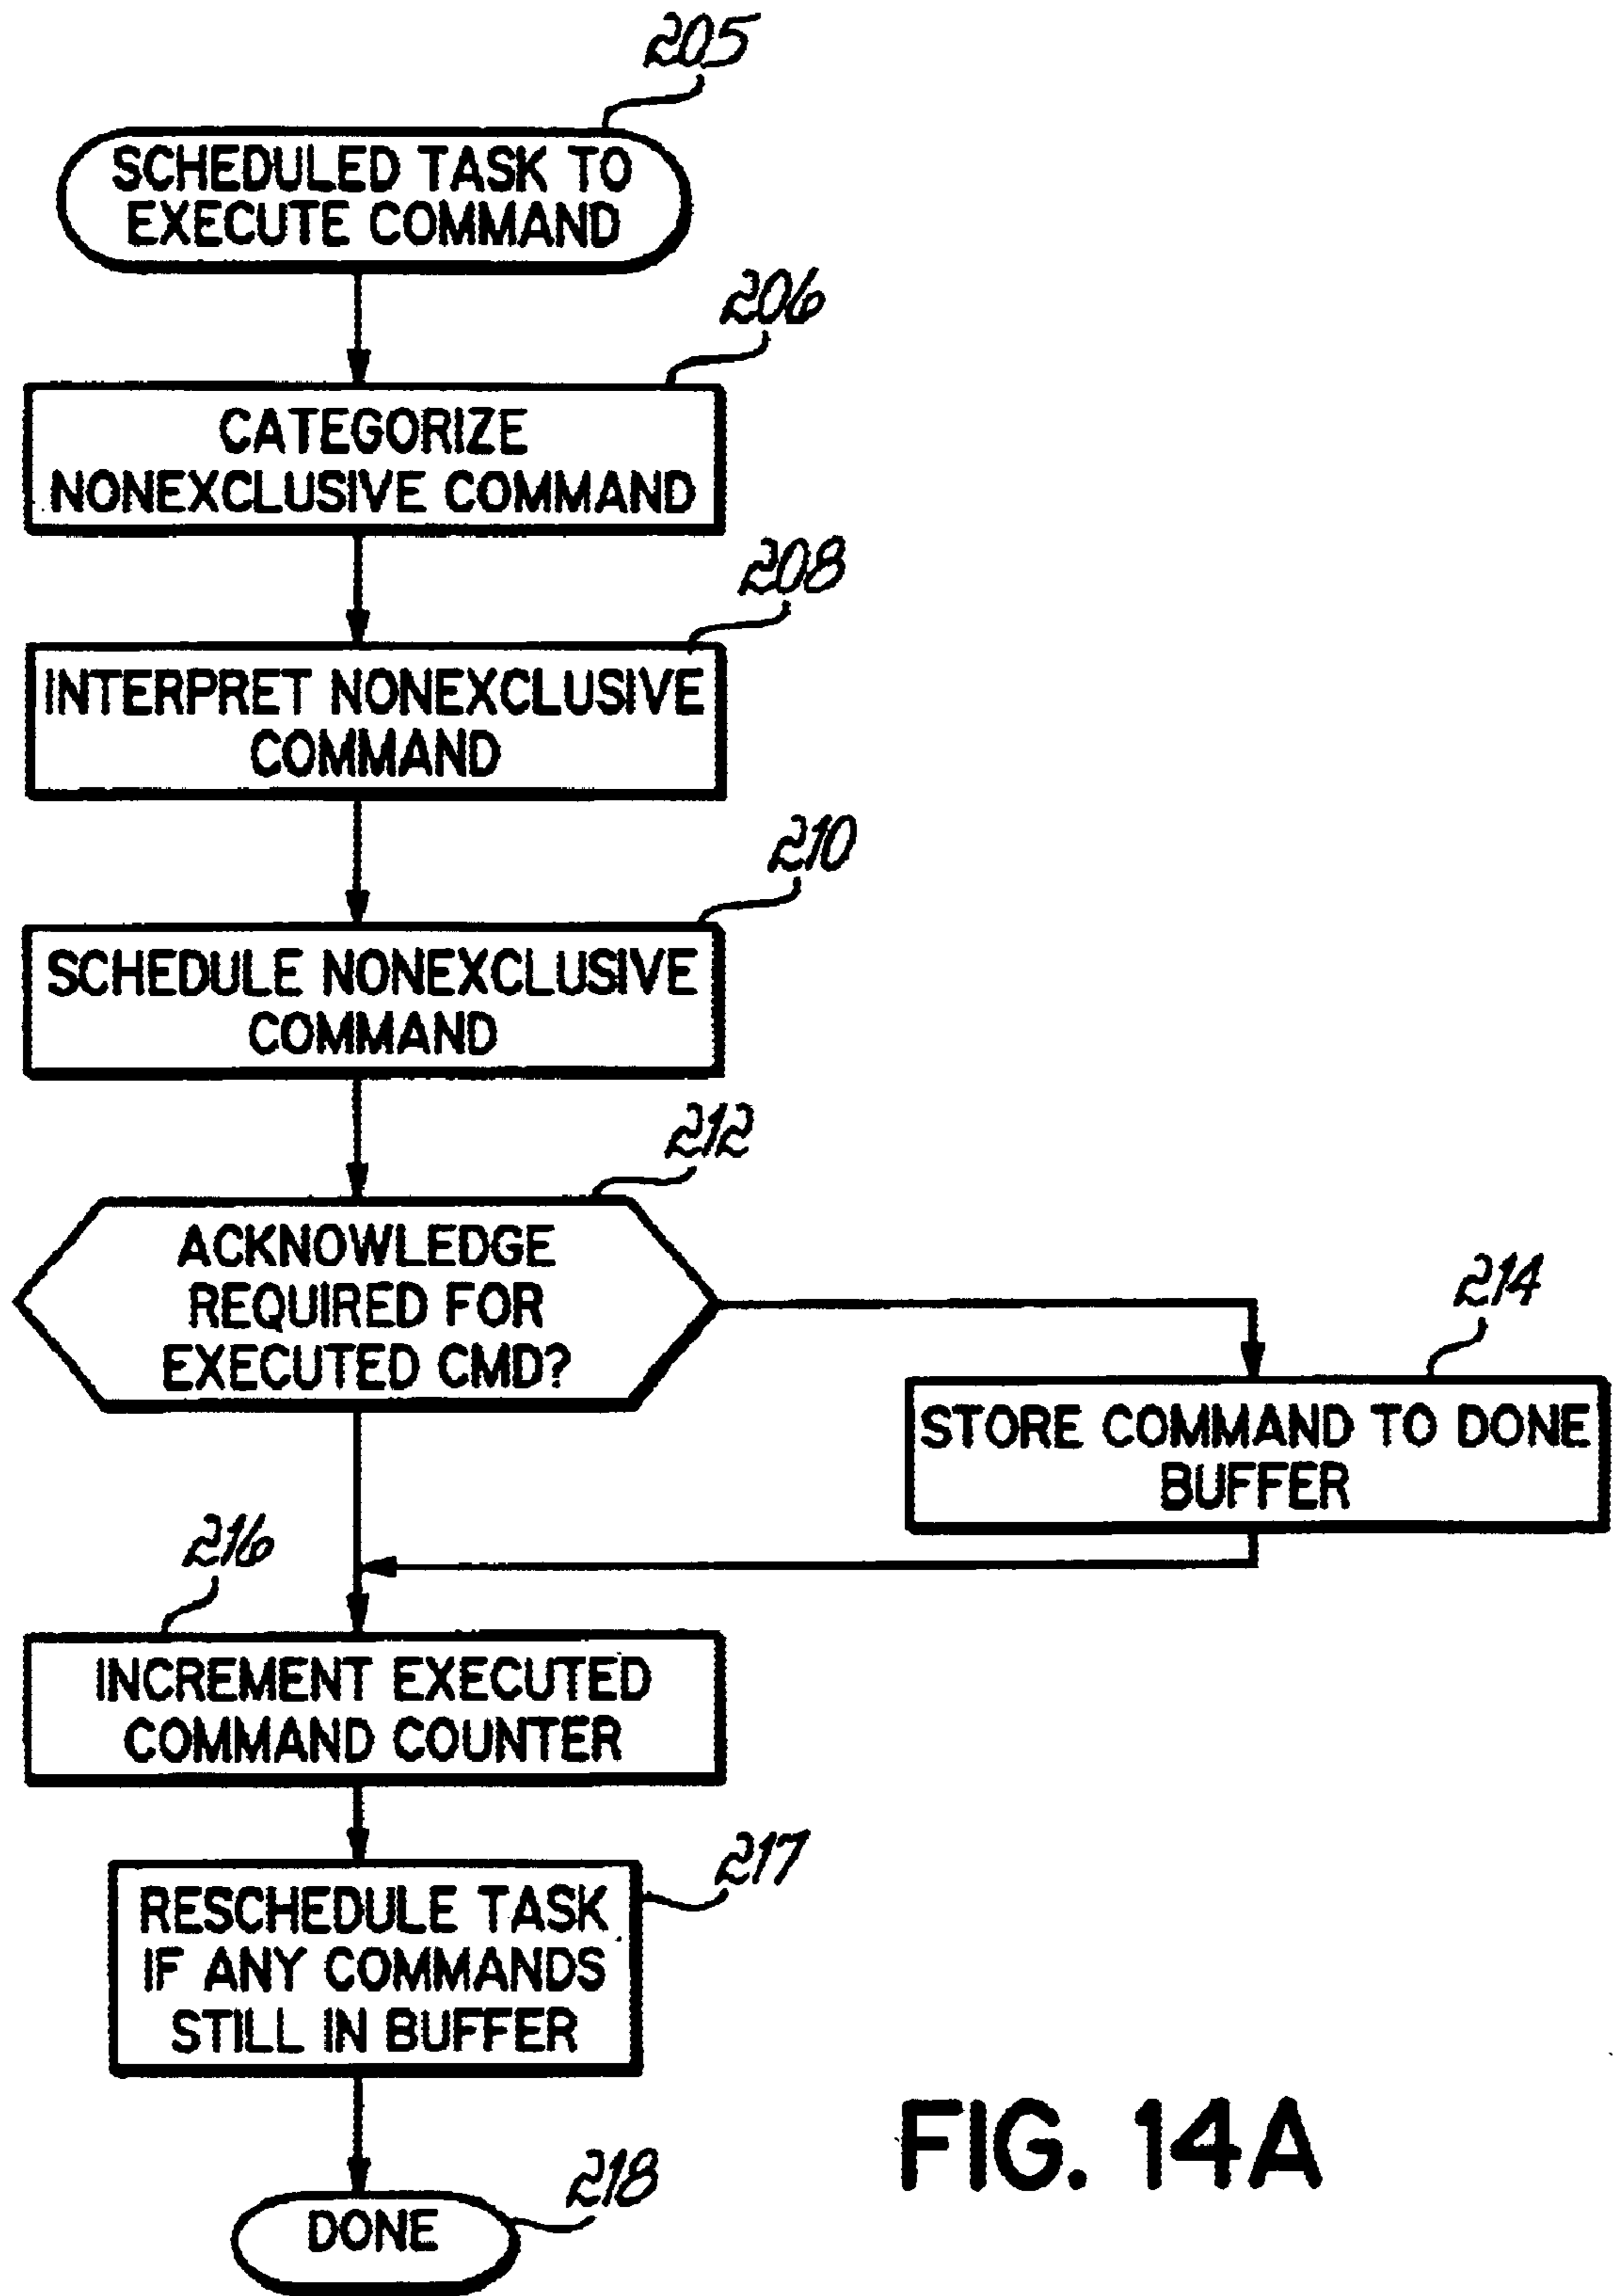 205
SCHEDULED TASK TO
EXECUTE COMMAND
206
CATEGORIZE
NONEXCLUSIVE COMMAND
208
INTERPRET NONEXCLUSIVE
COMMAND
210
SCHEDULE NONEXCLUSIVE
COMMAND
212
ACKNOWLEDGE
REQUIRED FOR
EXECUTED CMD?
214
STORE COMMAND TO DONE
BUFFER
216
INCREMENT EXECUTED
COMMAND COUNTER
217
RESCHEDULE TASK
IF ANY COMMANDS
STILL IN BUFFER
218
DONE
FIG. 14A